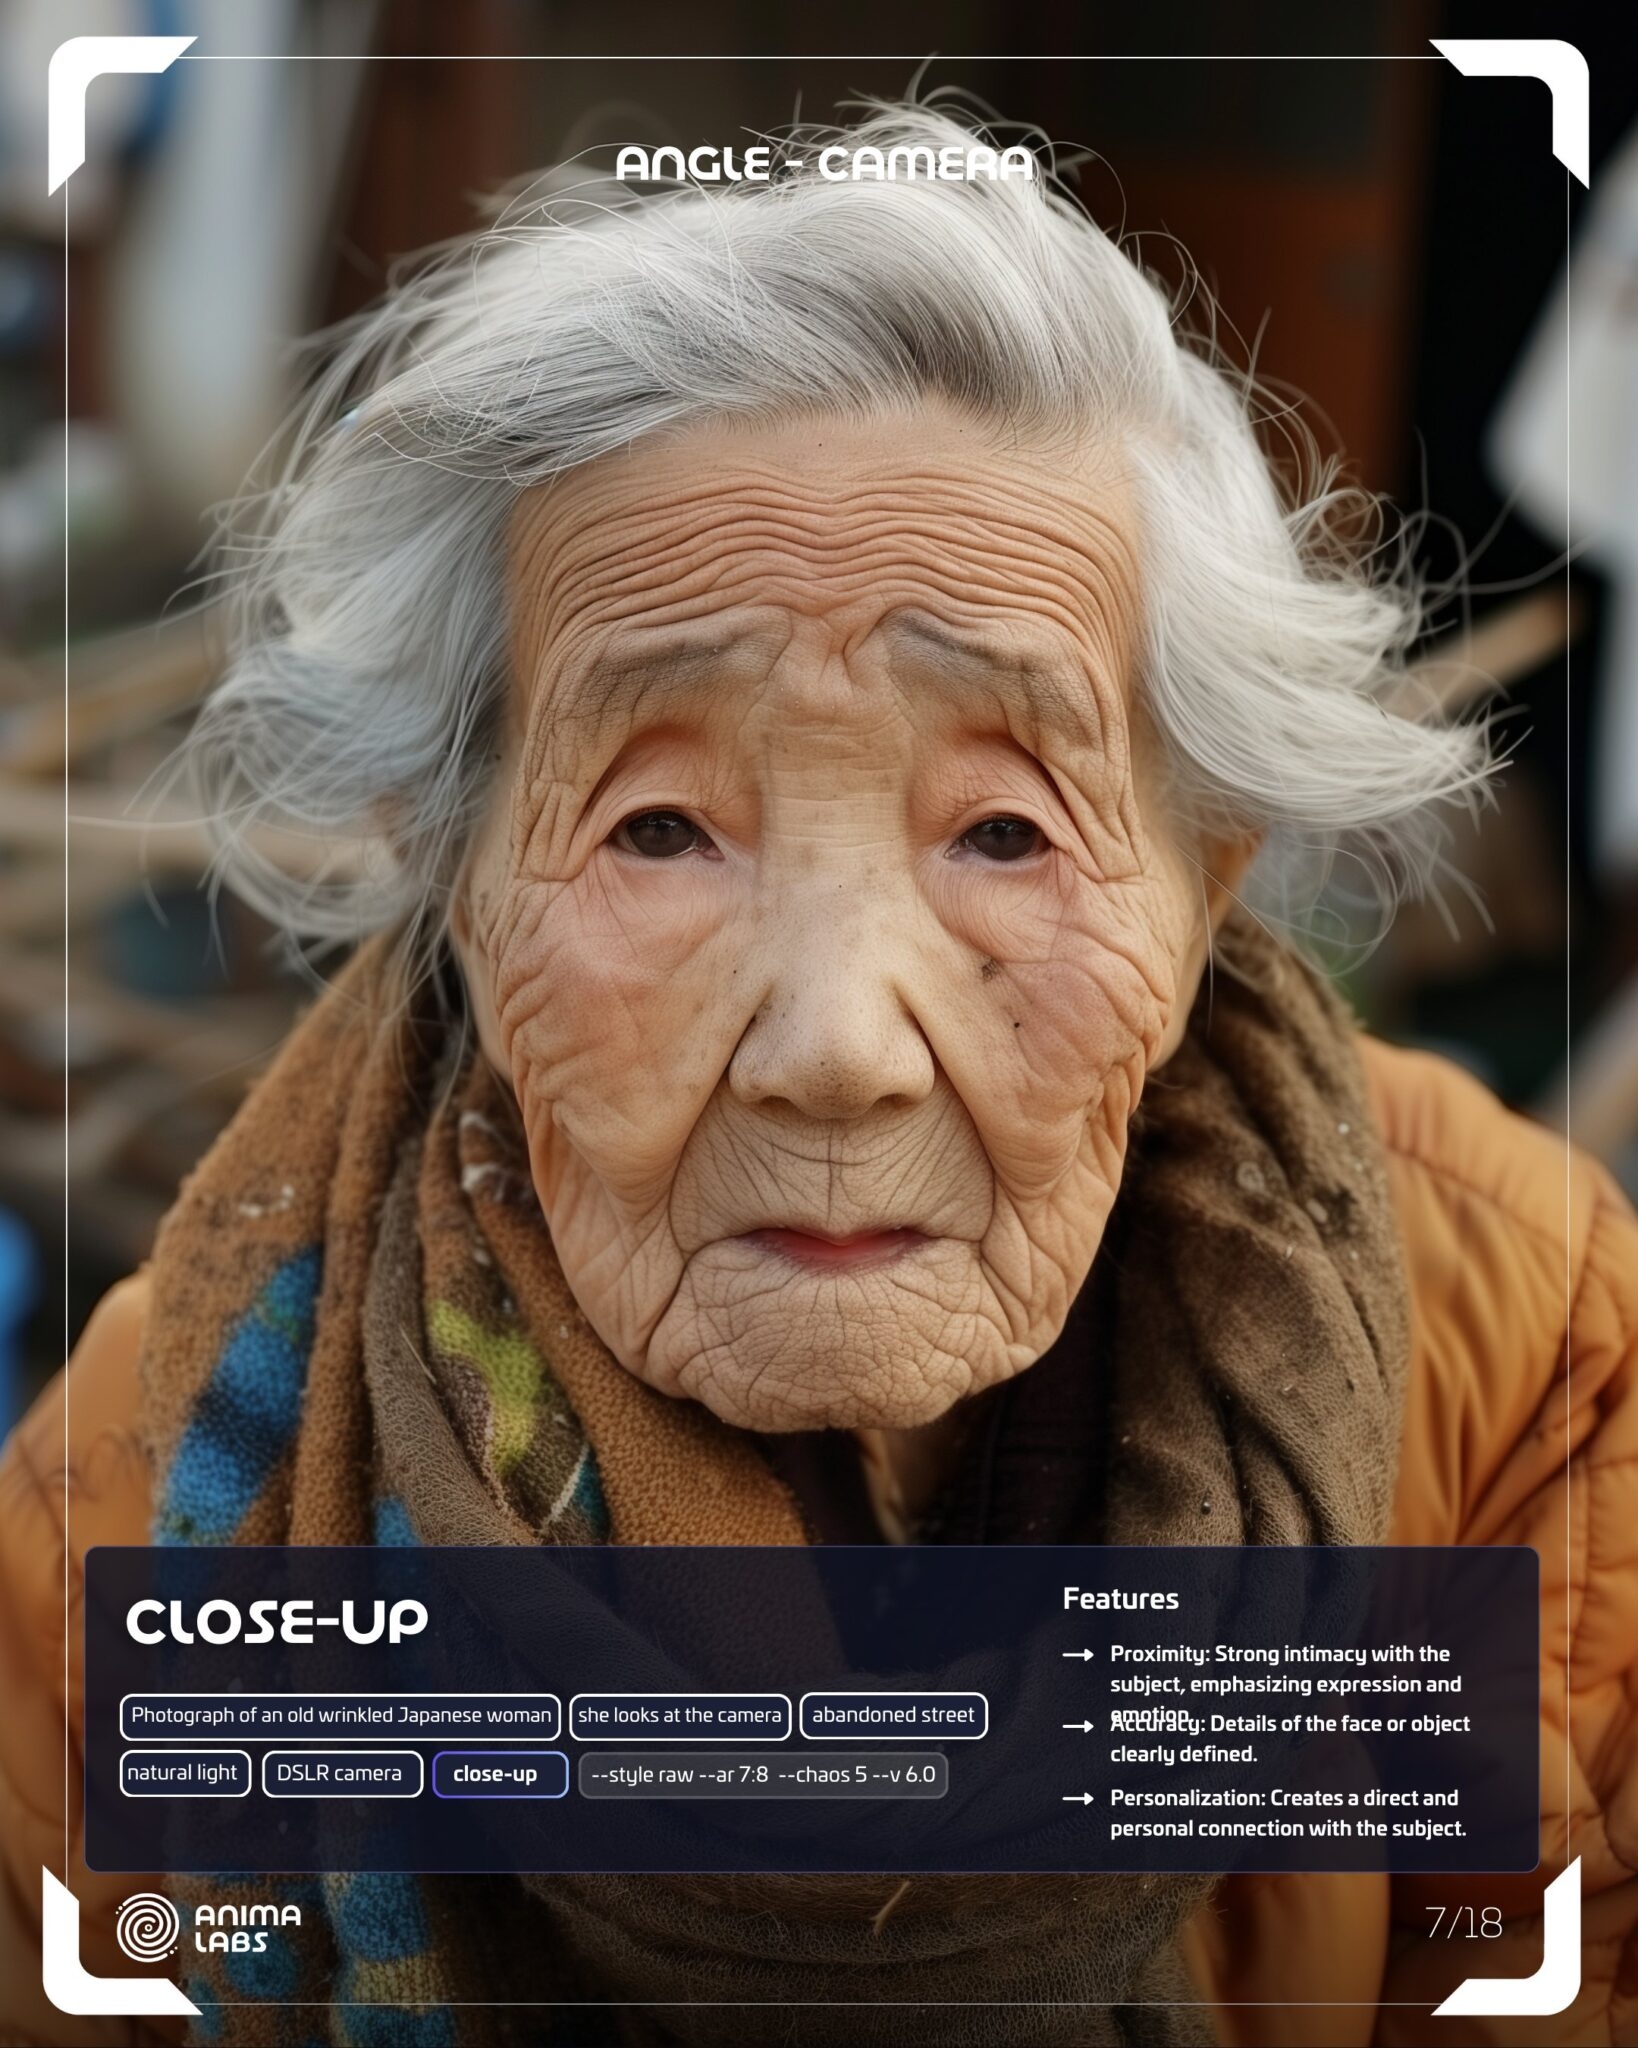 ANGLE - CAMERA
CLOSE-UP
Photograph of an old wrinkled Japanese woman she looks at the camera abandoned street
natural light DSLR camera close-up --style raw --ar 7:8 --chaos 5 --v 6.0
Features
Proximity: Strong intimacy with the
subject, emphasizing expression and
emotion.
Accuracy: Details of the face or object
clearly defined.
Personalization: Creates a direct and
personal connection with the subject.
ANIMA
LABS
7/18